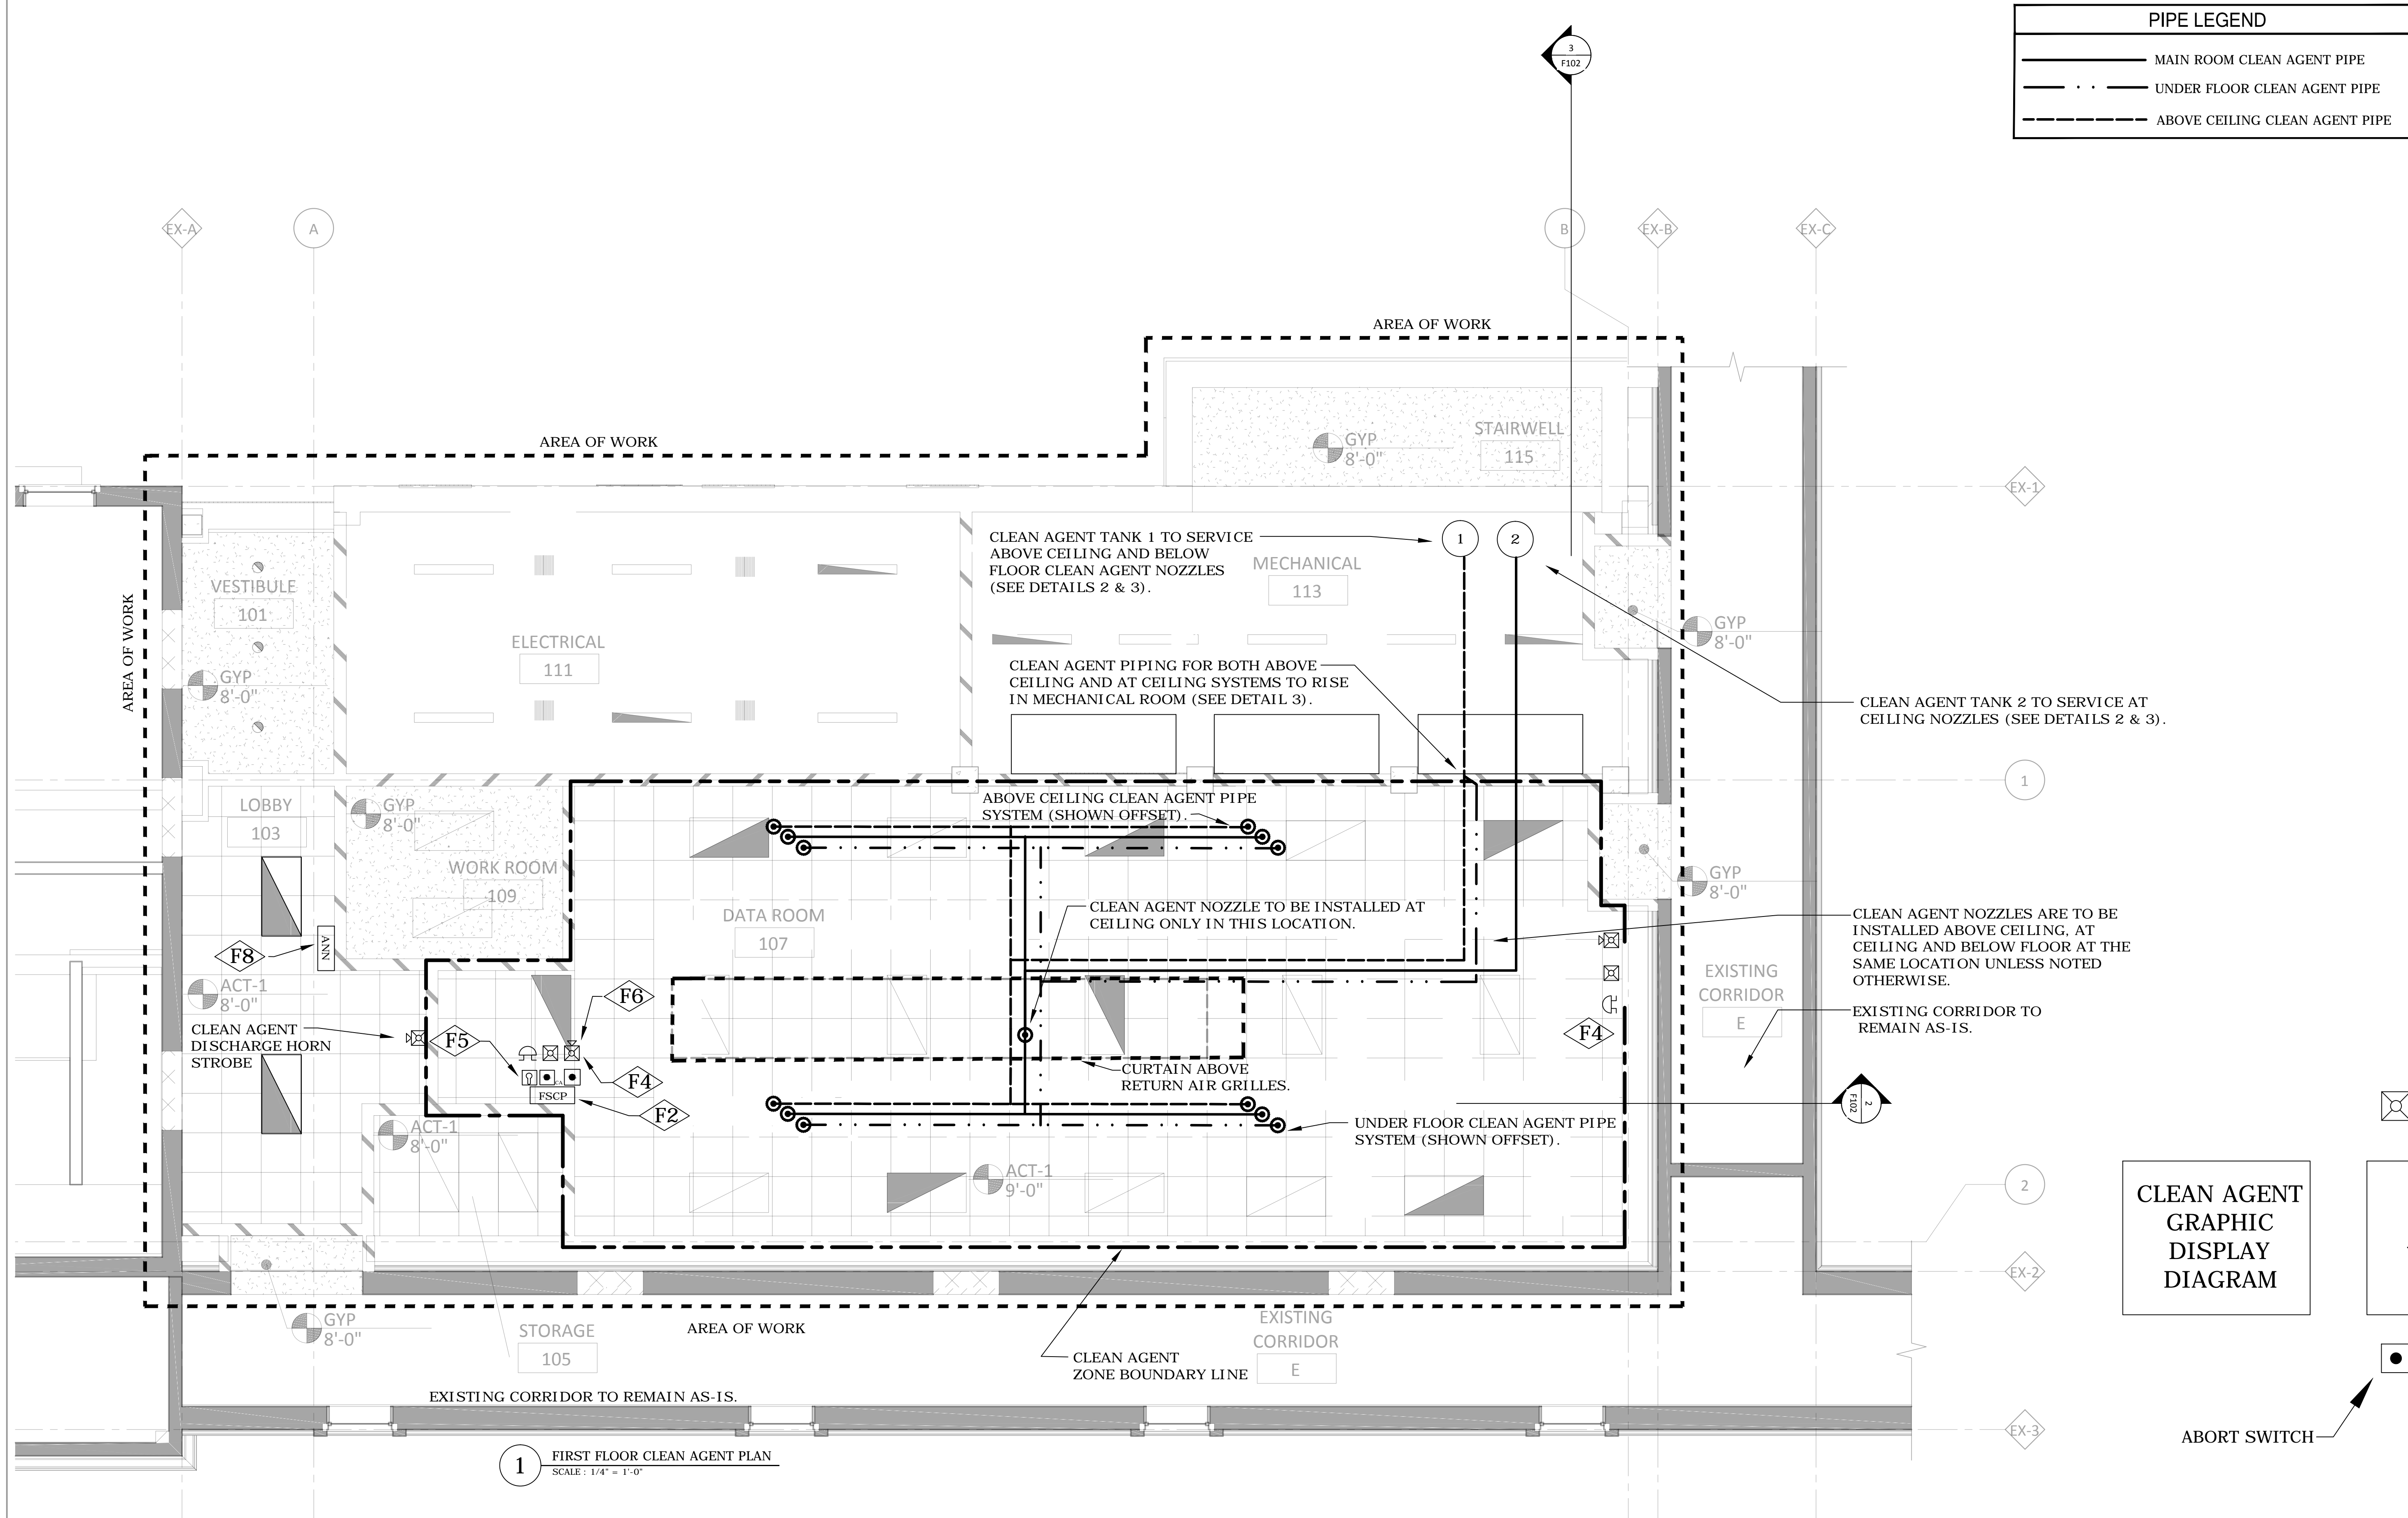 PIPE LEGEND
MAIN ROOM CLEAN AGENT PIPE
UNDER FLOOR CLEAN AGENT PIPE
ABOVE CEILING CLEAN AGENT PIPE
3
F102
EX-A
A
B
EX-B
EX-C
AREA OF WORK
AREA OF WORK
GYP
8'-0"
STAIRWELL
115
EX-1
CLEAN AGENT TANK 1 TO SERVICE
ABOVE CEILING AND BELOW
FLOOR CLEAN AGENT NOZZLES
(SEE DETAILS 2 & 3).
1
2
MECHANICAL
113
VESTIBULE
101
AREA OF WORK
ELECTRICAL
111
GYP
8'-0"
GYP
8'-0"
CLEAN AGENT PIPING FOR BOTH ABOVE
CEILING AND AT CEILING SYSTEMS TO RISE
IN MECHANICAL ROOM (SEE DETAIL 3).
CLEAN AGENT TANK 2 TO SERVICE AT
CEILING NOZZLES (SEE DETAILS 2 & 3).
1
LOBBY
103
GYP
8'-0"
ABOVE CEILING CLEAN AGENT PIPE
SYSTEM (SHOWN OFFSET).
WORK ROOM
109
GYP
8'-0"
DATA ROOM
107
CLEAN AGENT NOZZLE TO BE INSTALLED AT
CEILING ONLY IN THIS LOCATION.
CLEAN AGENT NOZZLES ARE TO BE
INSTALLED ABOVE CEILING, AT
CEILING AND BELOW FLOOR AT THE
SAME LOCATION UNLESS NOTED
OTHERWISE.
F8
ANN
ACT-1
8'-0"
F6
EXISTING
CORRIDOR
E
EXISTING CORRIDOR TO
REMAIN AS-IS.
CLEAN AGENT
DISCHARGE HORN
STROBE
F5
F4
F4
CA
FSCP
F2
CURTAIN ABOVE
RETURN AIR GRILLES.
2
F102
UNDER FLOOR CLEAN AGENT PIPE
SYSTEM (SHOWN OFFSET).
ACT-1
8'-0"
ACT-1
9'-0"
2
CLEAN AGENT
GRAPHIC
DISPLAY
DIAGRAM
EX-2
GYP
8'-0"
STORAGE
105
AREA OF WORK
EXISTING
CORRIDOR
E
CLEAN AGENT
ZONE BOUNDARY LINE
EXISTING CORRIDOR TO REMAIN AS-IS.
EX-3
ABORT SWITCH
1
FIRST FLOOR CLEAN AGENT PLAN
SCALE : 1/4" = 1'-0"